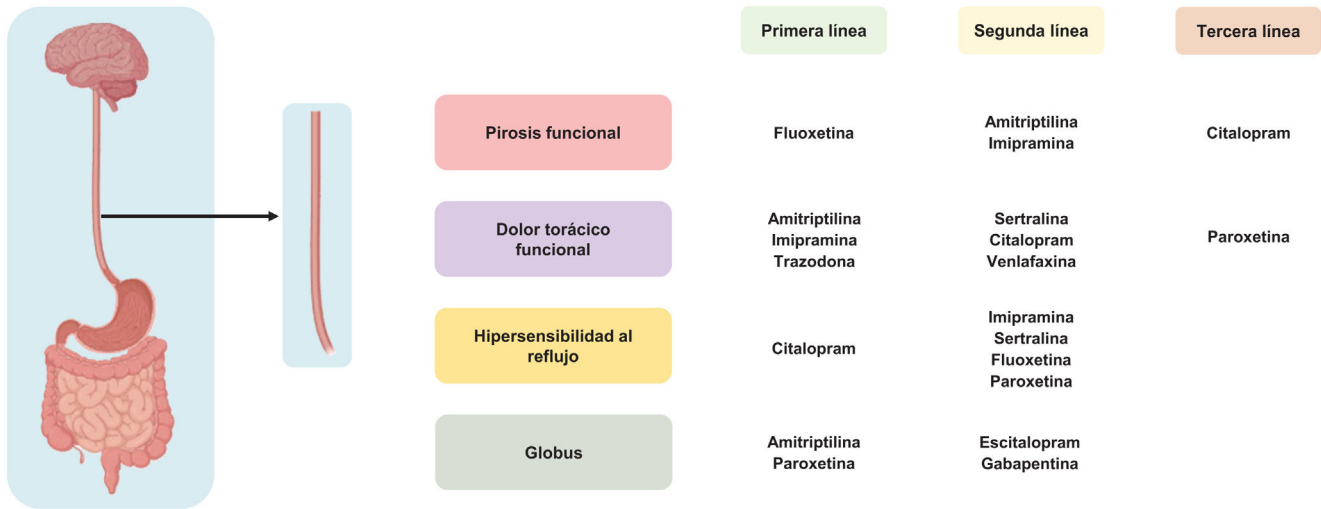 Primera línea
Segunda línea
Tercera línea
Pirosis funcional
Fluoxetina
Amitriptilina
Imipramina
Citalopram
Dolor torácico
funcional
Amitriptilina
Imipramina
Trazodona
Sertralina
Citalopram
Venlafaxina
Paroxetina
Hipersensibilidad al
reflujo
Citalopram
Imipramina
Sertralina
Fluoxetina
Paroxetina
Globus
Amitriptilina
Paroxetina
Escitalopram
Gabapentina